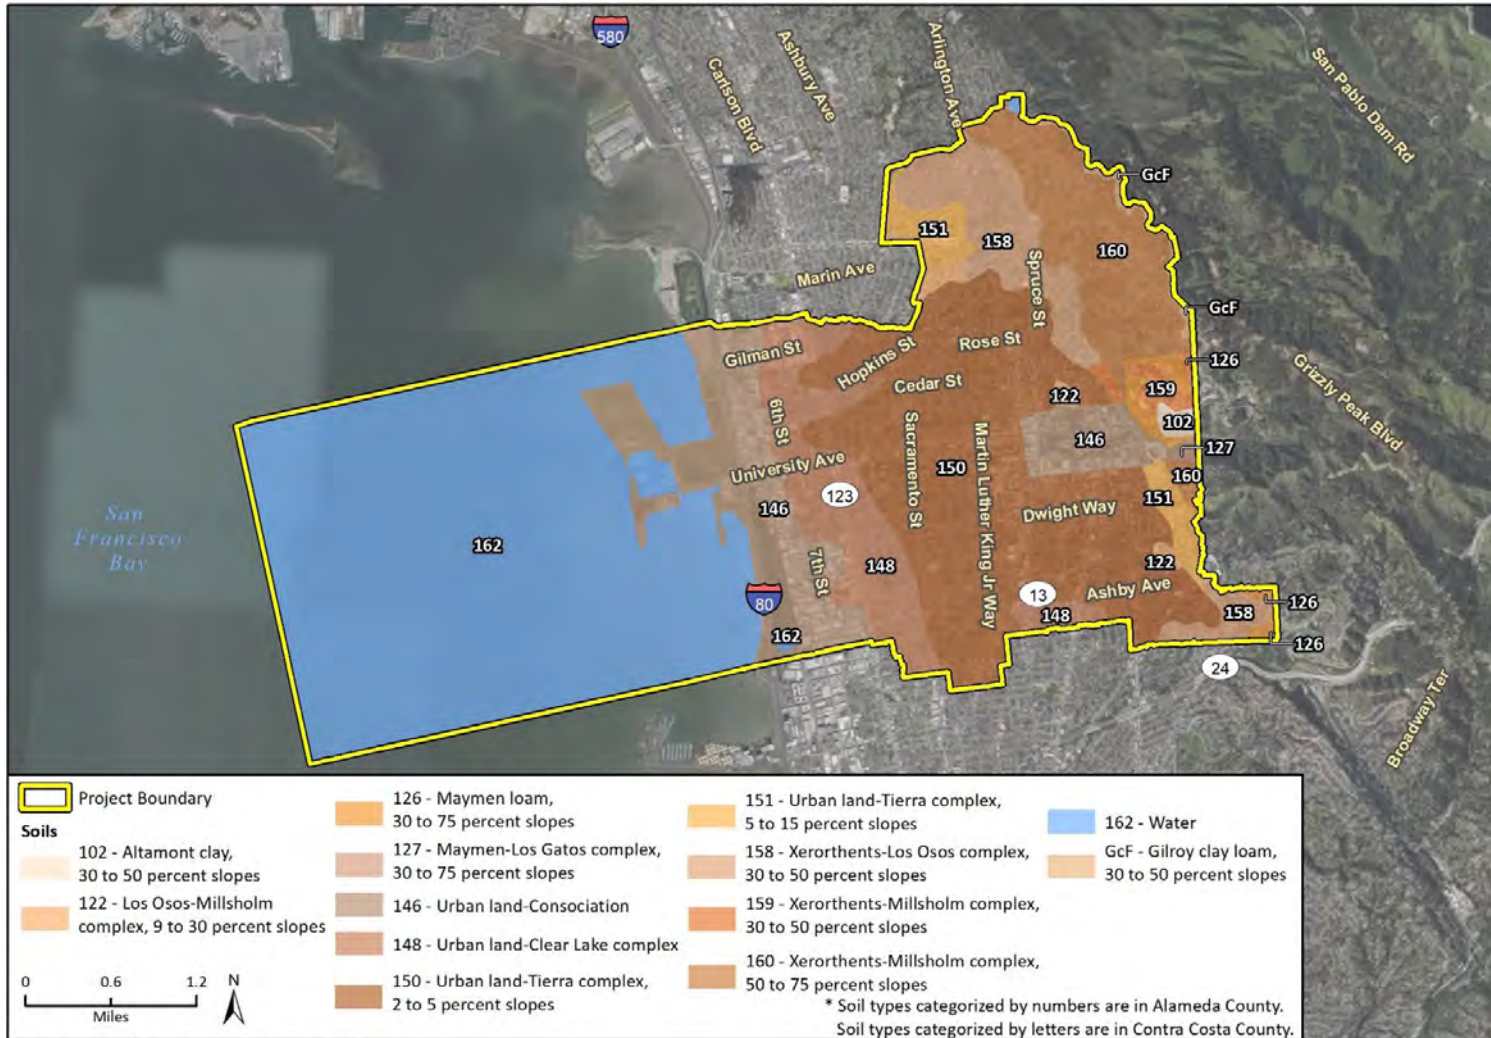 580
Ashbury Ave
Carlson Blvd
Arlington Ave
San Pablo Dam Rd
GcF
151
158
160
Marin Ave
Spruce St
GcF
Gilman St
Hopkins St
Rose St
126
Grizzly Peak Blvd
Cedar St
122
159
6th St
Sacramento St
Martin Luther King Jr Way
102
146
127
University Ave
150
160
123
151
San
Francisco
Bay
146
Dwight Way
162
7th St
148
122
80
13
Ashby Ave
148
158
126
162
126
24
Broadway Ter
Project Boundary
Soils
102 - Altamont clay,
30 to 50 percent slopes
122 - Los Osos-Millsholm
complex, 9 to 30 percent slopes
126 - Maymen loam,
30 to 75 percent slopes
127 - Maymen-Los Gatos complex,
30 to 75 percent slopes
146 - Urban land-Consociation
148 - Urban land-Clear Lake complex
150 - Urban land-Tierra complex,
2 to 5 percent slopes
151 - Urban land-Tierra complex,
5 to 15 percent slopes
158 - Xerorthents-Los Osos complex,
30 to 50 percent slopes
159 - Xerorthents-Millsholm complex,
30 to 50 percent slopes
160 - Xerorthents-Millsholm complex,
50 to 75 percent slopes
162 - Water
GcF - Gilroy clay loam,
30 to 50 percent slopes
0 0.6 1.2
Miles
N
* Soil types categorized by numbers are in Alameda County.
Soil types categorized by letters are in Contra Costa County.